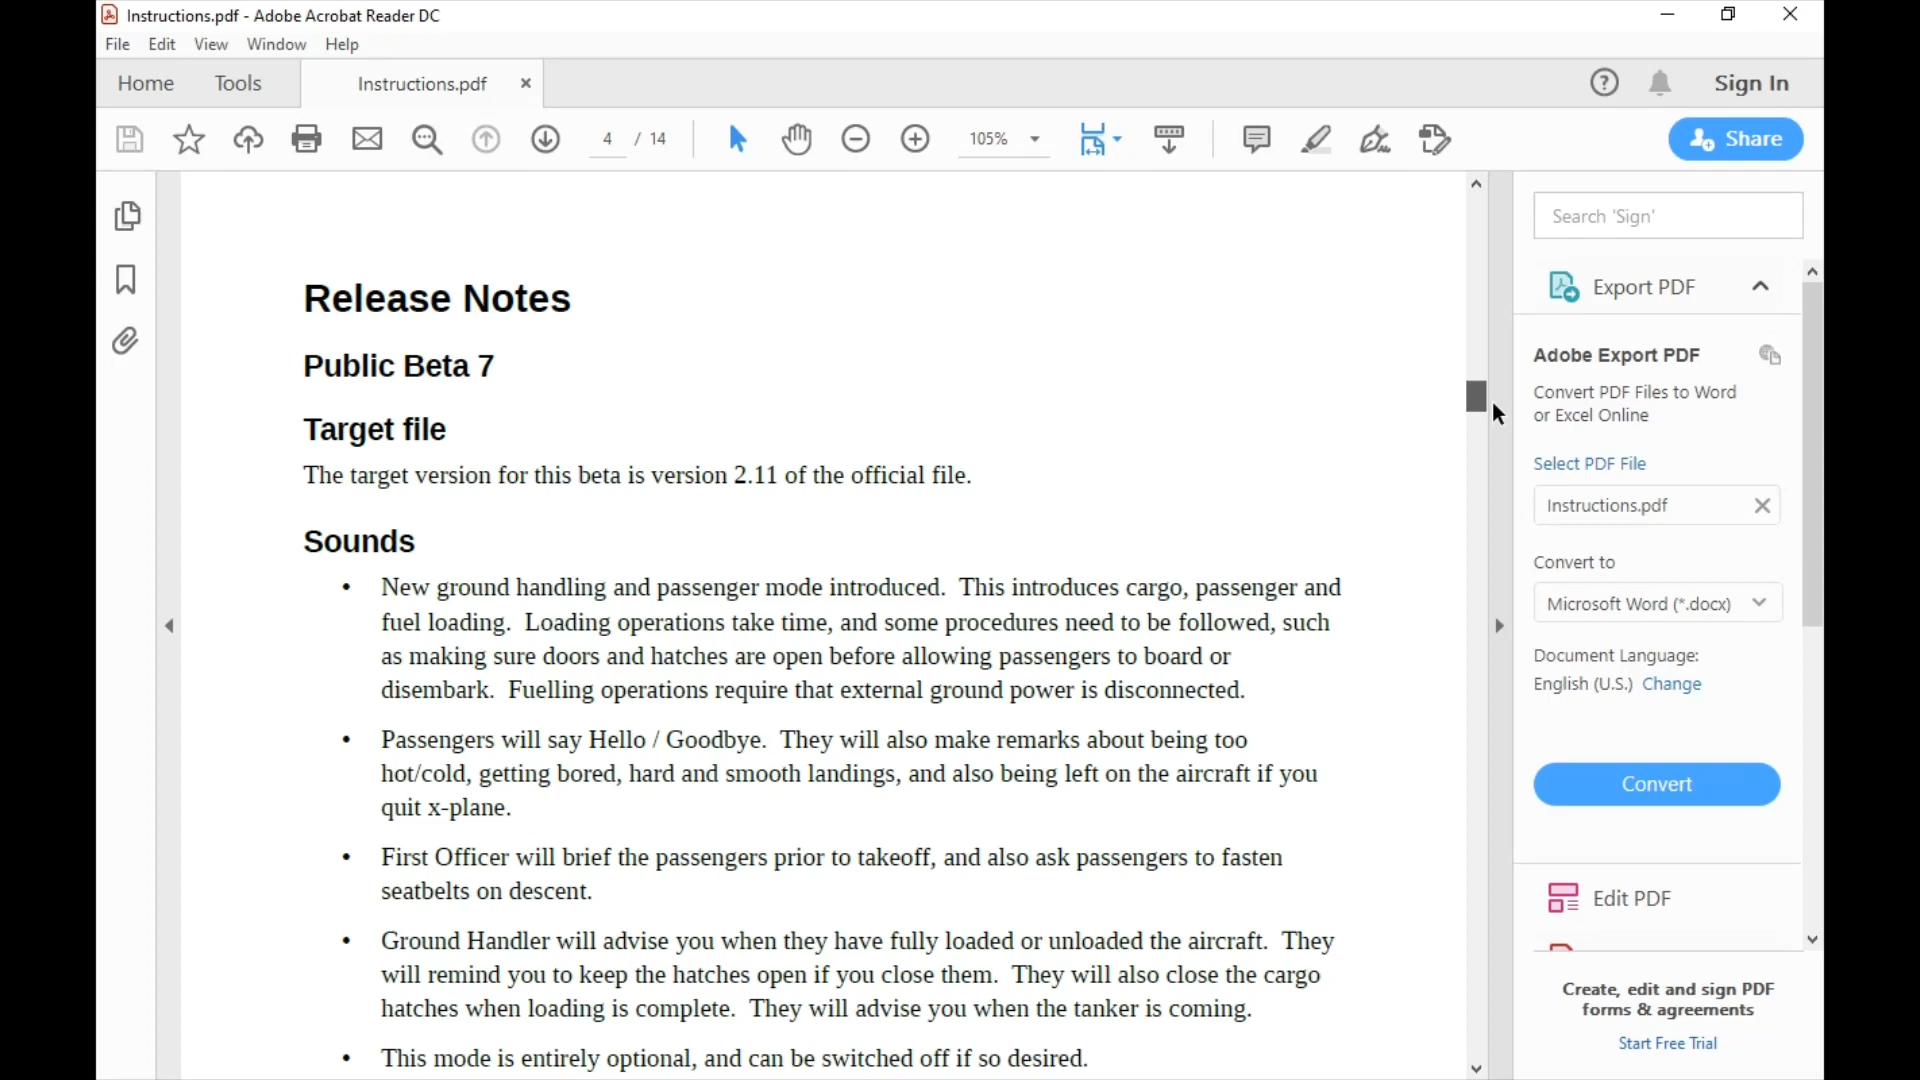 Instructions.pdf - Adobe Acrobat Reader DC
File Edit View Window Help
Home Tools Instructions.pdf Sign In
4 / 14 105% Share
Search 'Sign'
Export PDF
Adobe Export PDF
Convert PDF Files to Word
or Excel Online
Select PDF File
Instructions.pdf
Convert to
Microsoft Word (*.docx)
Document Language:
English (U.S.) Change
Convert
Edit PDF
Create, edit and sign PDF
forms & agreements
Start Free Trial
Release Notes
Public Beta 7
Target file
The target version for this beta is version 2.11 of the official file.
Sounds
• New ground handling and passenger mode introduced. This introduces cargo, passenger and
fuel loading. Loading operations take time, and some procedures need to be followed, such
as making sure doors and hatches are open before allowing passengers to board or
disembark. Fuelling operations require that external ground power is disconnected.
• Passengers will say Hello / Goodbye. They will also make remarks about being too
hot/cold, getting bored, hard and smooth landings, and also being left on the aircraft if you
quit x-plane.
• First Officer will brief the passengers prior to takeoff, and also ask passengers to fasten
seatbelts on descent.
• Ground Handler will advise you when they have fully loaded or unloaded the aircraft. They
will remind you to keep the hatches open if you close them. They will also close the cargo
hatches when loading is complete. They will advise you when the tanker is coming.
• This mode is entirely optional, and can be switched off if so desired.